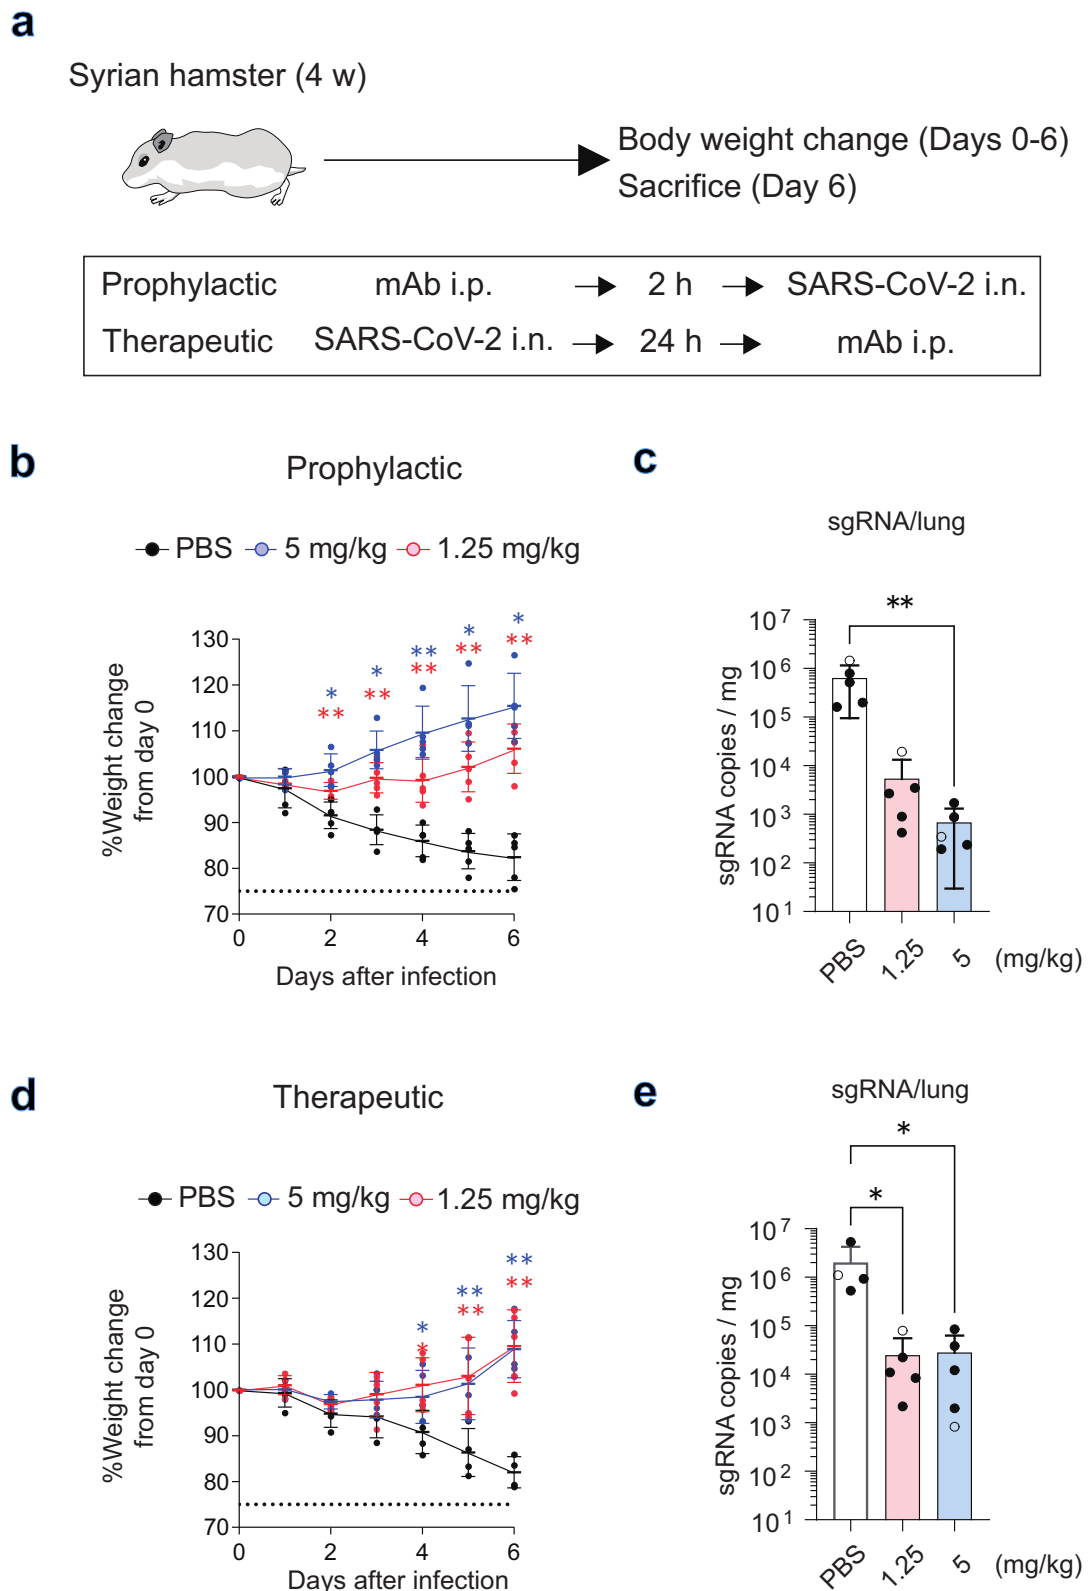 a
Syrian hamster (4 w)
Body weight change (Days 0-6)
Sacrifice (Day 6)
Prophylactic mAb i.p. → 2 h → SARS-CoV-2 i.n.
Therapeutic SARS-CoV-2 i.n. → 24 h → mAb i.p.
b
Prophylactic
PBS 5 mg/kg 1.25 mg/kg
%Weight change
from day 0
130
120
110
100
90
80
70
* ** * ** ** ** * ** * **
0 2 4 6
Days after infection
c
sgRNA/lung
**
sgRNA copies / mg
10^7
10^6
10^5
10^4
10^3
10^2
10^1
PBS 1.25 5 (mg/kg)
d
Therapeutic
PBS 5 mg/kg 1.25 mg/kg
%Weight change
from day 0
130
120
110
100
90
80
70
* * ** ** ** **
0 2 4 6
Days after infection
e
sgRNA/lung
*
*
sgRNA copies / mg
10^7
10^6
10^5
10^4
10^3
10^2
10^1
PBS 1.25 5 (mg/kg)